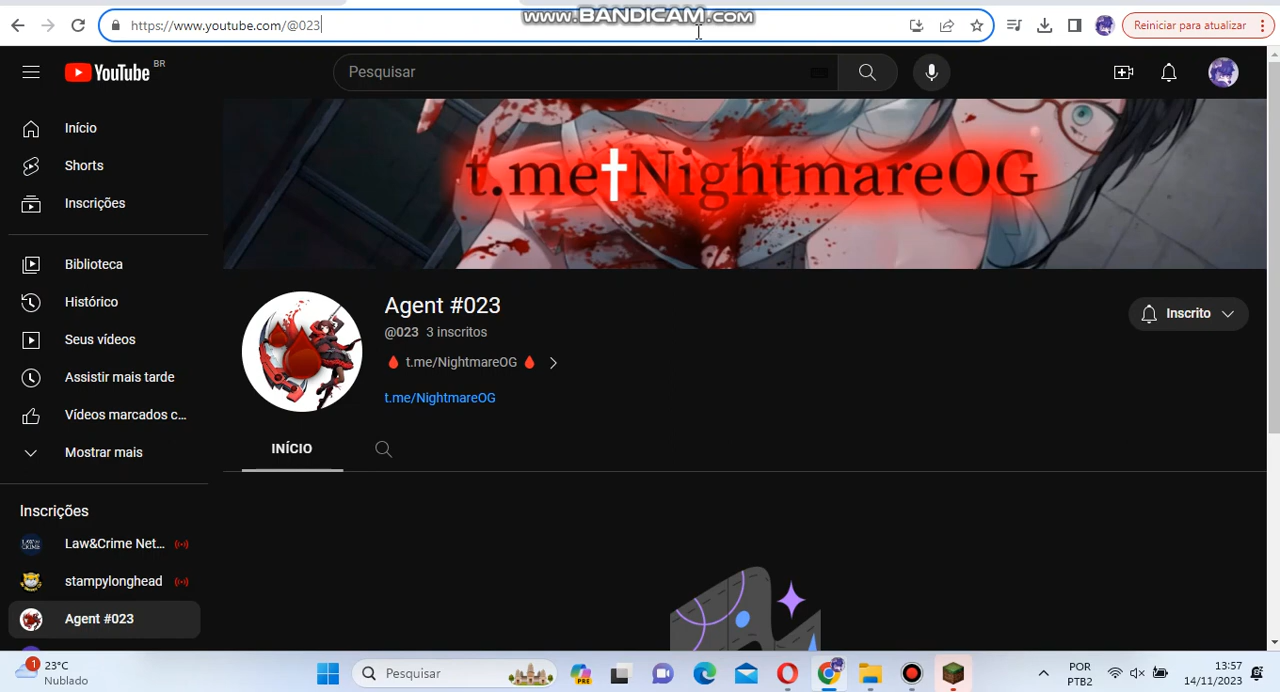 www.BANDICAM.com
https://www.youtube.com/@023
Reiniciar para atualizar
YouTube BR
Pesquisar
t.me†NightmareOG
Início
Shorts
Inscrições
Biblioteca
Histórico
Seus vídeos
Assistir mais tarde
Vídeos marcados c...
Mostrar mais
Inscrições
Law&Crime Net...
stampylonghead
Agent #023
Agent #023
@023 3 inscritos
t.me/NightmareOG
t.me/NightmareOG
Inscrito
INÍCIO
1
23°C
Nublado
Pesquisar
PRE
POR
PTB2
13:57
14/11/2023